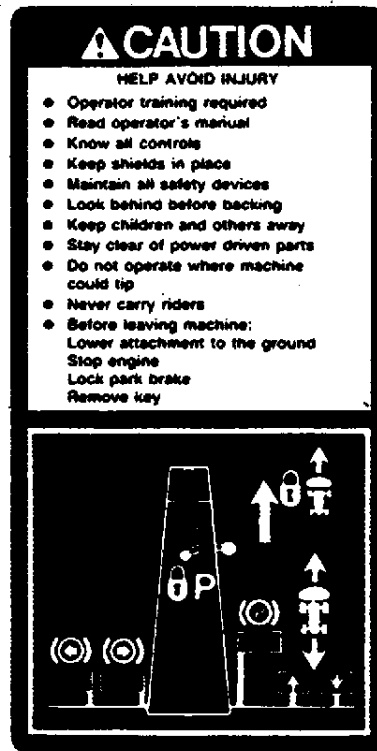 CAUTION
HELP AVOID INJURY
● Operator training required
● Read operator's manual
● Know all controls
● Keep shields in place
● Maintain all safety devices
● Look behind before backing
● Keep children and others away
● Stay clear of power driven parts
● Do not operate where machine
could tip
● Never carry riders
● Before leaving machine:
Lower attachment to the ground
Stop engine
Lock park brake
Remove key
P